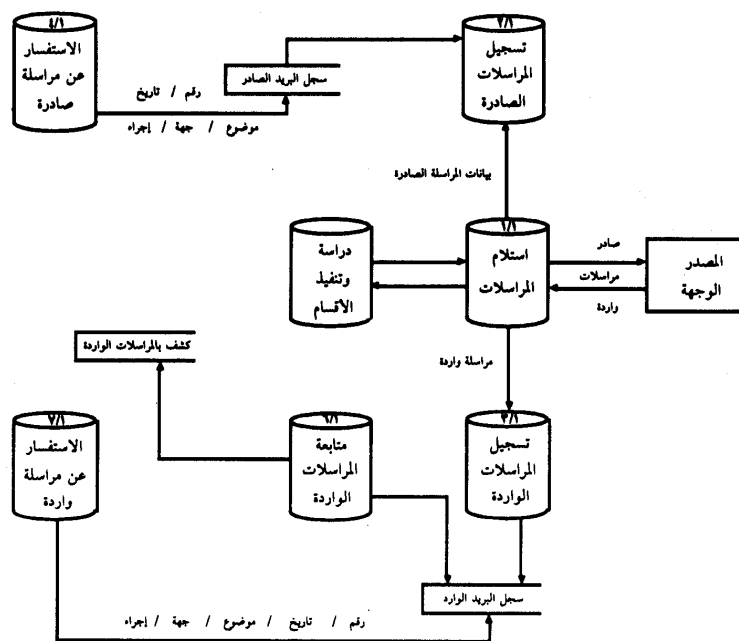 ٢/١
تسجيل
المراسلات
الصادرة
٤/١
الاستفسار
عن مراسلة
صادرة
سجل البريد الصادر
رقم / تاريخ
موضوع / جهة / إجراء
بيانات المراسلة الصادرة
المصدر
الوجهة
صادر
مراسلات
واردة
١/١
استلام
المراسلات
دراسة
وتنفيذ
الأقسام
مراسلة واردة
كشف بالمراسلات الواردة
٣/١
تسجيل
المراسلات
الواردة
٦/١
متابعة
المراسلات
الواردة
٧/١
الاستفسار
عن مراسلة
واردة
سجل البريد الوارد
رقم / تاريخ / موضوع / جهة / إجراء